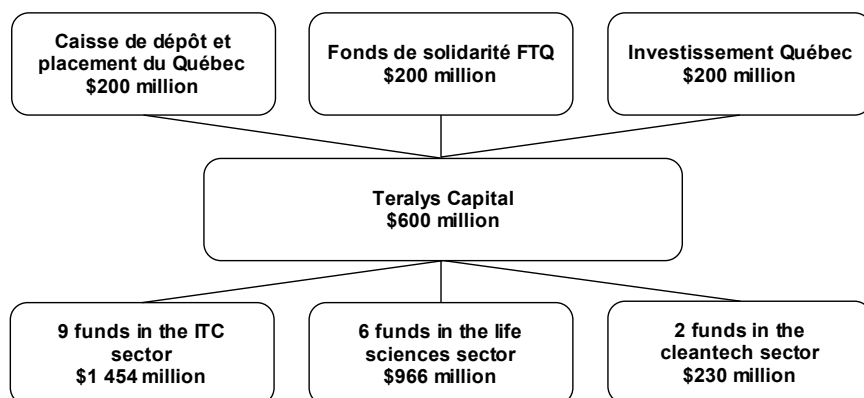 Caisse de dépôt et
placement du Québec
$200 million
Fonds de solidarité FTQ
$200 million
Investissement Québec
$200 million
Teralys Capital
$600 million
9 funds in the ITC
sector
$1 454 million
6 funds in the life
sciences sector
$966 million
2 funds in the
cleantech sector
$230 million